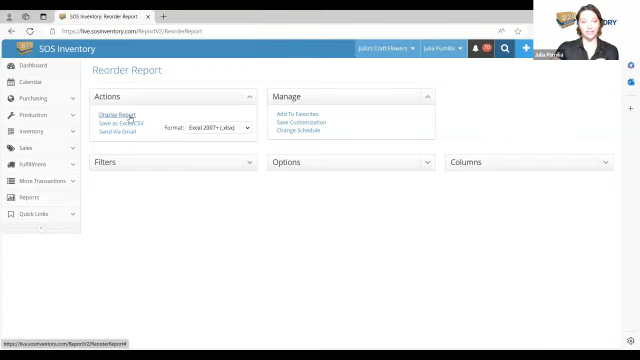 SOS Inventory: Reorder Report
https://live.sosinventory.com/ReportV2/ReorderReport
SOS Inventory
Julia's Craft Flowers
Julia Pumilia
70
Dashboard
Calendar
Purchasing
Production
Inventory
Sales
Fulfillment
More Transactions
Reports
Quick Links
Reorder Report
Actions
Display Report
Save as Excel/CSV
Send Via Email
Format:
Excel 2007+ (.xlsx)
Manage
Add To Favorites
Save Customization
Change Schedule
Filters
Options
Columns
Julia Pumilia
https://live.sosinventory.com/ReportV2/ReorderReport#